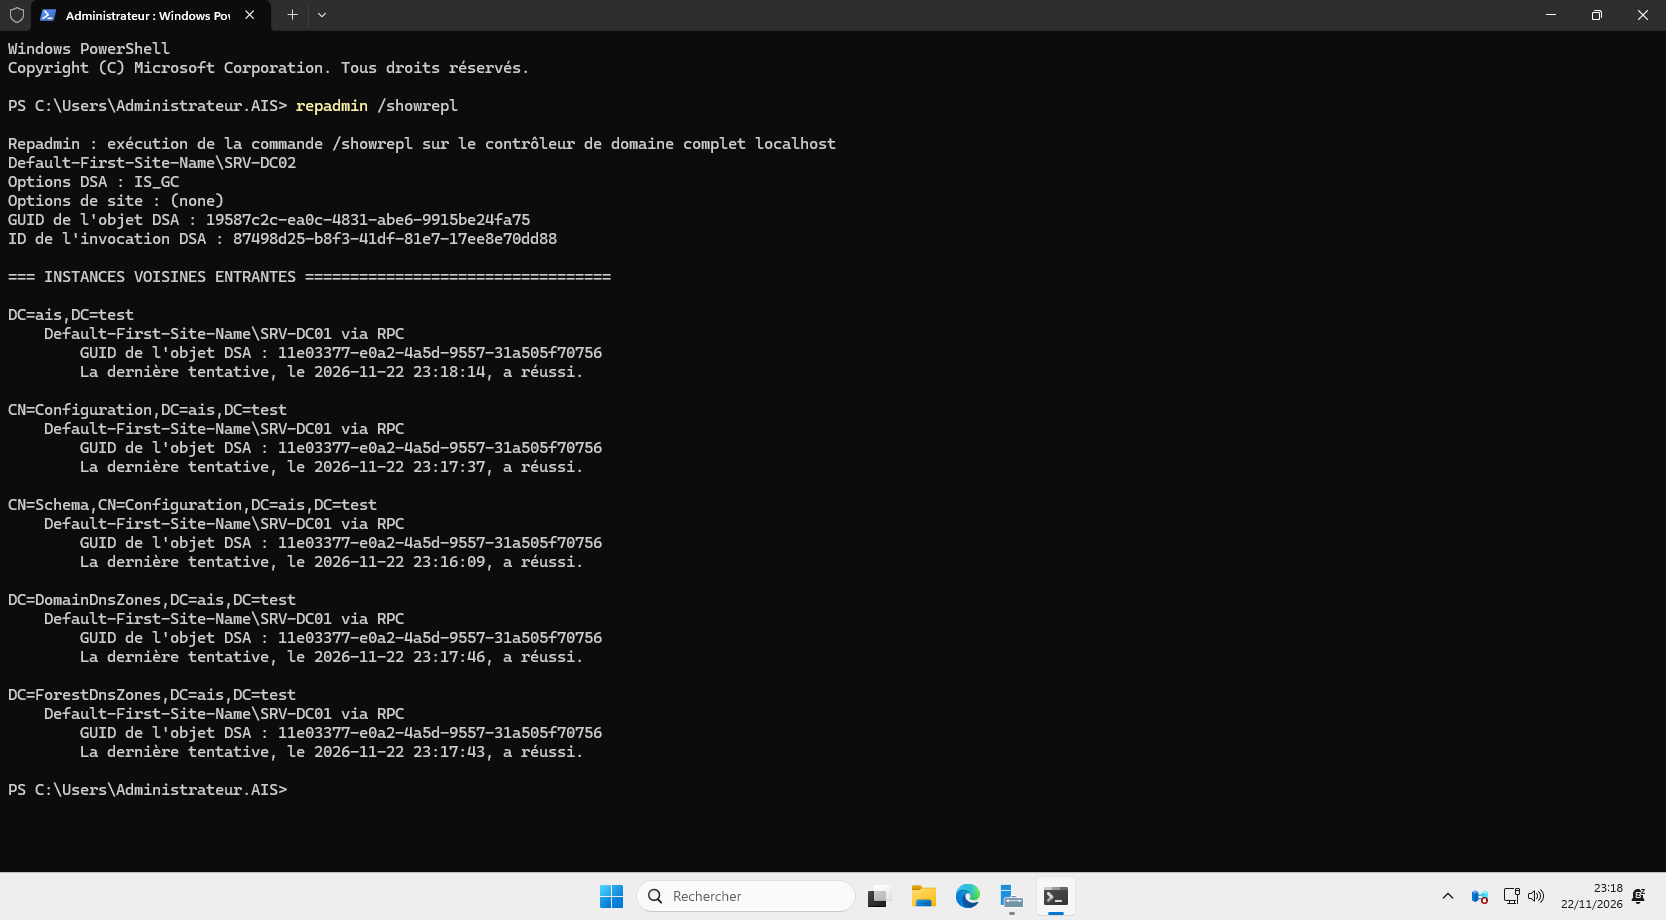 Administrateur : Windows Pov
Windows PowerShell
Copyright (C) Microsoft Corporation. Tous droits réservés.
PS C:\Users\Administrateur.AIS> repadmin /showrepl
Repadmin : exécution de la commande /showrepl sur le contrôleur de domaine complet localhost
Default-First-Site-Name\SRV-DC02
Options DSA : IS_GC
Options de site : (none)
GUID de l'objet DSA : 19587c2c-ea0c-4831-abe6-9915be24fa75
ID de l'invocation DSA : 87498d25-b8f3-41df-81e7-17ee8e70dd88
=== INSTANCES VOISINES ENTRANTES ==================================
DC=ais,DC=test
Default-First-Site-Name\SRV-DC01 via RPC
GUID de l'objet DSA : 11e03377-e0a2-4a5d-9557-31a505f70756
La dernière tentative, le 2026-11-22 23:18:14, a réussi.
CN=Configuration,DC=ais,DC=test
Default-First-Site-Name\SRV-DC01 via RPC
GUID de l'objet DSA : 11e03377-e0a2-4a5d-9557-31a505f70756
La dernière tentative, le 2026-11-22 23:17:37, a réussi.
CN=Schema,CN=Configuration,DC=ais,DC=test
Default-First-Site-Name\SRV-DC01 via RPC
GUID de l'objet DSA : 11e03377-e0a2-4a5d-9557-31a505f70756
La dernière tentative, le 2026-11-22 23:16:09, a réussi.
DC=DomainDnsZones,DC=ais,DC=test
Default-First-Site-Name\SRV-DC01 via RPC
GUID de l'objet DSA : 11e03377-e0a2-4a5d-9557-31a505f70756
La dernière tentative, le 2026-11-22 23:17:46, a réussi.
DC=ForestDnsZones,DC=ais,DC=test
Default-First-Site-Name\SRV-DC01 via RPC
GUID de l'objet DSA : 11e03377-e0a2-4a5d-9557-31a505f70756
La dernière tentative, le 2026-11-22 23:17:43, a réussi.
PS C:\Users\Administrateur.AIS>
Rechercher
23:18
22/11/2026